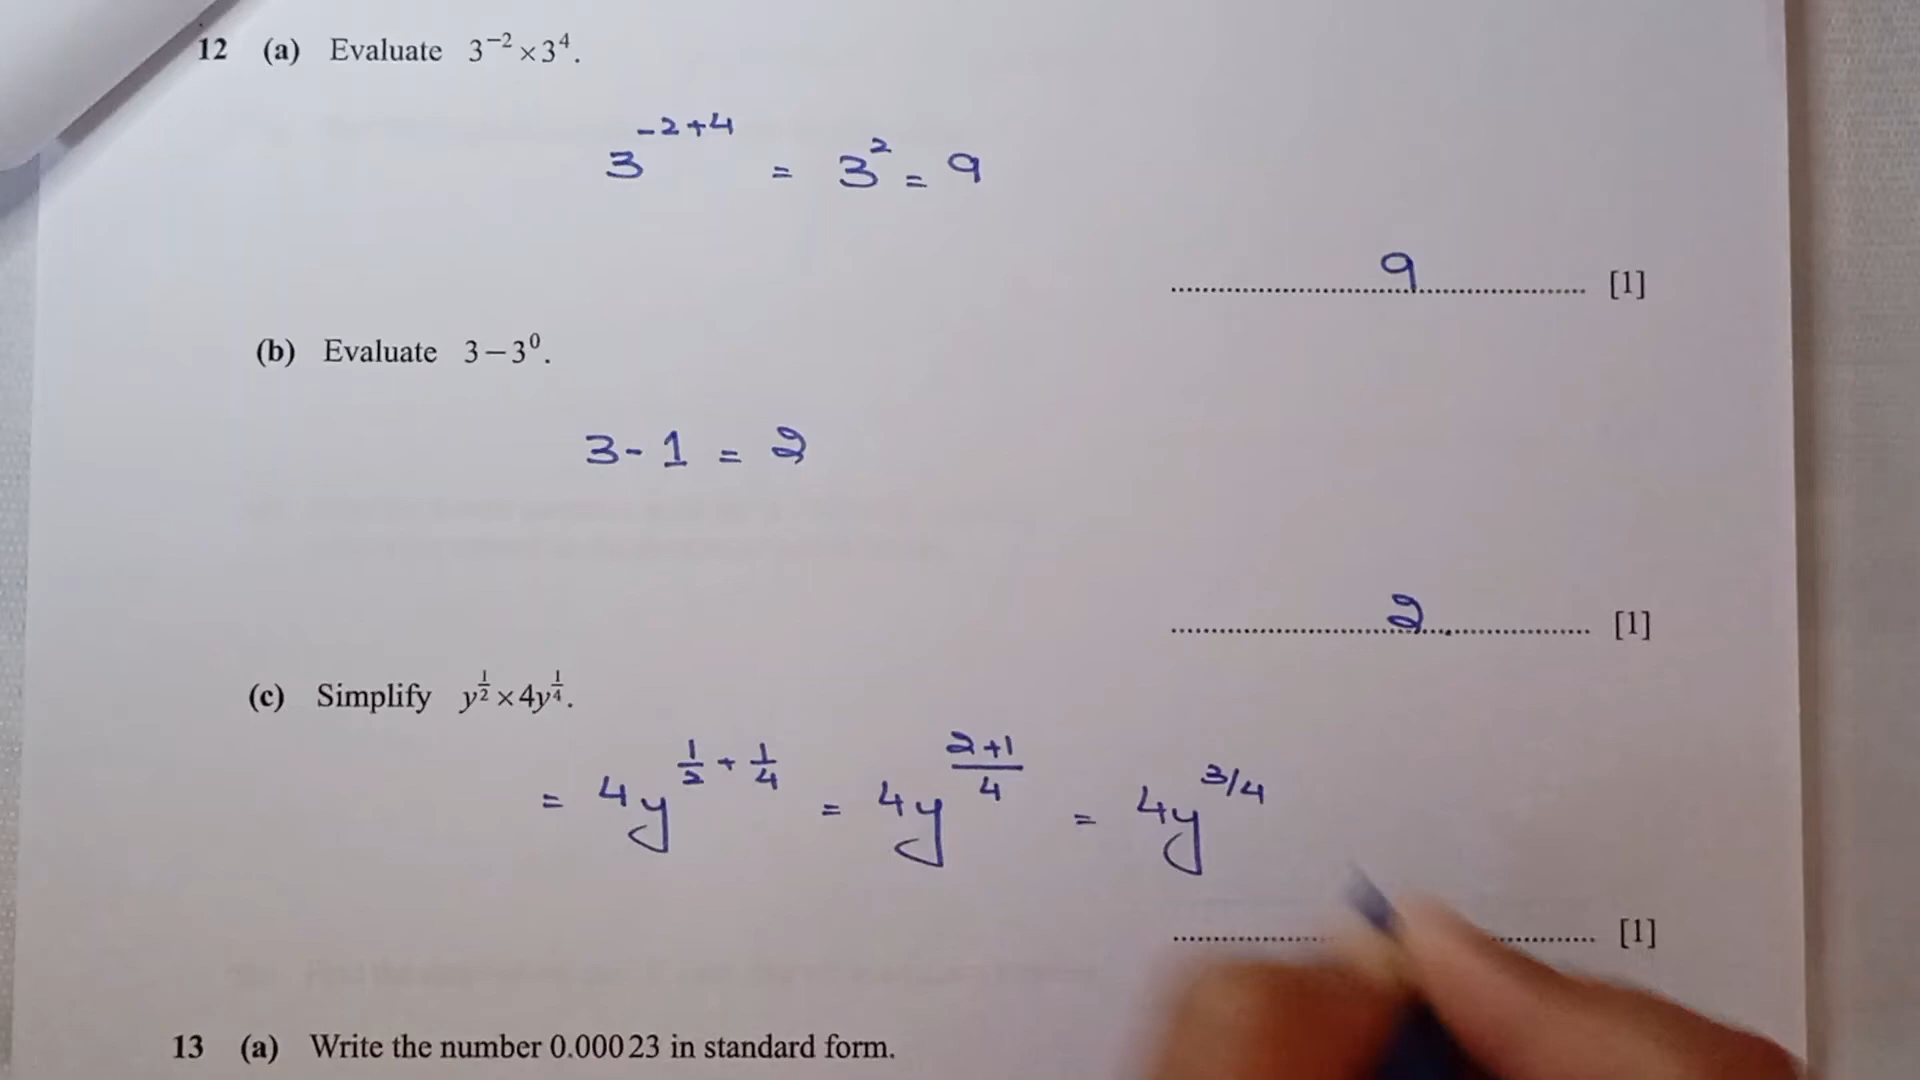 12 (a) Evaluate 3⁻² × 3⁴.
3⁻²⁺⁴ = 3² = 9
9 [1]
(b) Evaluate 3 − 3⁰.
3 - 1 = 2
2 [1]
(c) Simplify y^(1/2) × 4y^(1/4).
= 4y^(1/2 + 1/4) = 4y^((2+1)/4) = 4y^(3/4)
[1]
13 (a) Write the number 0.00023 in standard form.